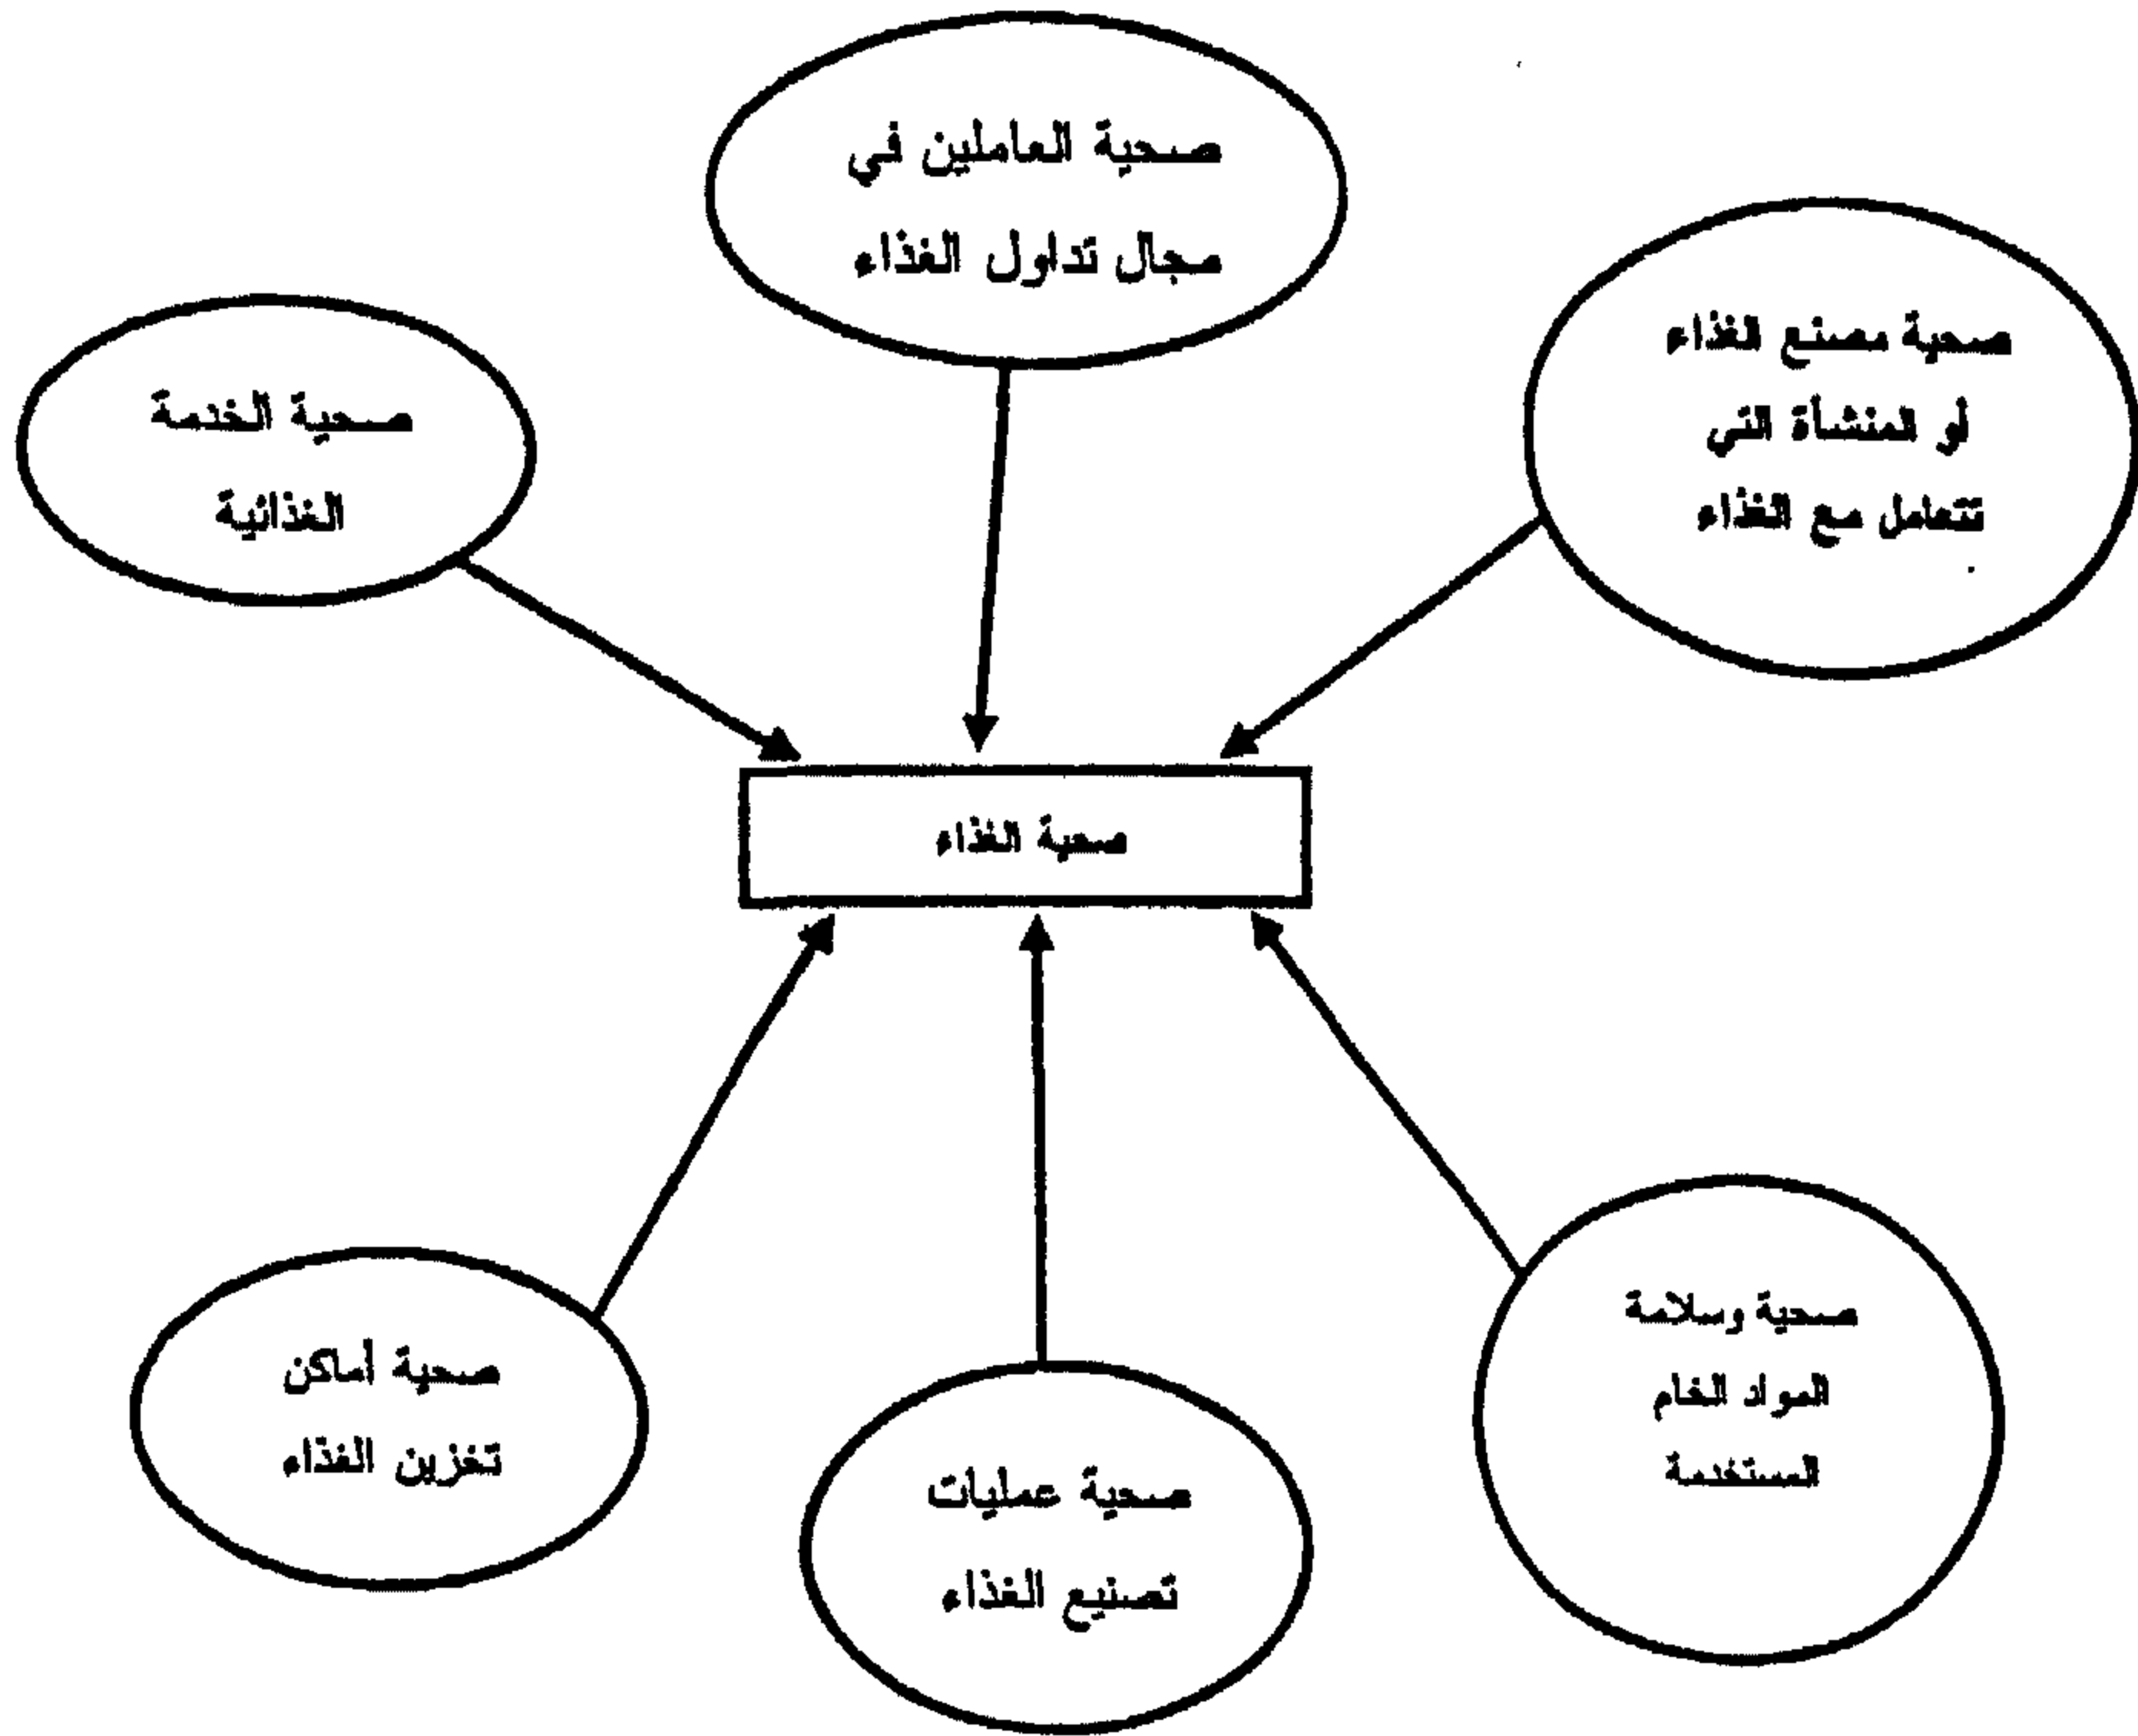 صحية العاملين في
مجال تداول الغذاء
صحية مصنع الغذاء
أو المنشأة التي
تتعامل مع الغذاء
صحية الخدمة
الغذائية
صحية الغذاء
صحية وسلامة
المواد الخام
المستخدمة
صحية اماكن
تخزين الغذاء
صحية عمليات
تصنيع الغذاء